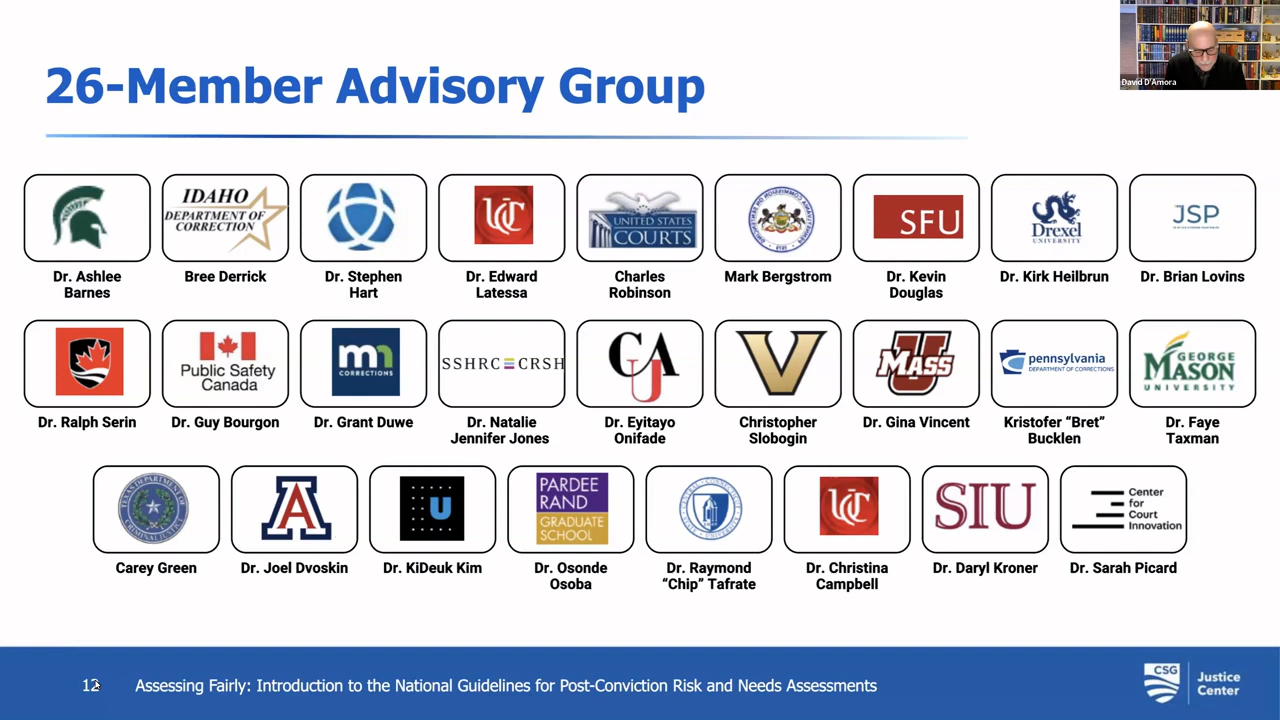 26-Member Advisory Group
David D'Amora
IDAHO
DEPARTMENT OF
CORRECTION
UC
UNITED STATES
COURTS
SFU
Drexel
UNIVERSITY
JSP
Dr. Ashlee
Barnes
Bree Derrick
Dr. Stephen
Hart
Dr. Edward
Latessa
Charles
Robinson
Mark Bergstrom
Dr. Kevin
Douglas
Dr. Kirk Heilbrun
Dr. Brian Lovins
Public Safety
Canada
mn
CORRECTIONS
SSHRC CRSH
CAU
V
U
MASS
pennsylvania
DEPARTMENT OF CORRECTIONS
GEORGE
MASON
UNIVERSITY
Dr. Ralph Serin
Dr. Guy Bourgon
Dr. Grant Duwe
Dr. Natalie
Jennifer Jones
Dr. Eyitayo
Onifade
Christopher
Slobogin
Dr. Gina Vincent
Kristofer “Bret”
Bucklen
Dr. Faye
Taxman
TEXAS DEPARTMENT OF CRIMINAL JUSTICE
A
U
PARDEE
RAND
GRADUATE
SCHOOL
UC
SIU
Center
for
Court
Innovation
Carey Green
Dr. Joel Dvoskin
Dr. KiDeuk Kim
Dr. Osonde
Osoba
Dr. Raymond
“Chip” Tafrate
Dr. Christina
Campbell
Dr. Daryl Kroner
Dr. Sarah Picard
12
Assessing Fairly: Introduction to the National Guidelines for Post-Conviction Risk and Needs Assessments
CSG
Justice
Center